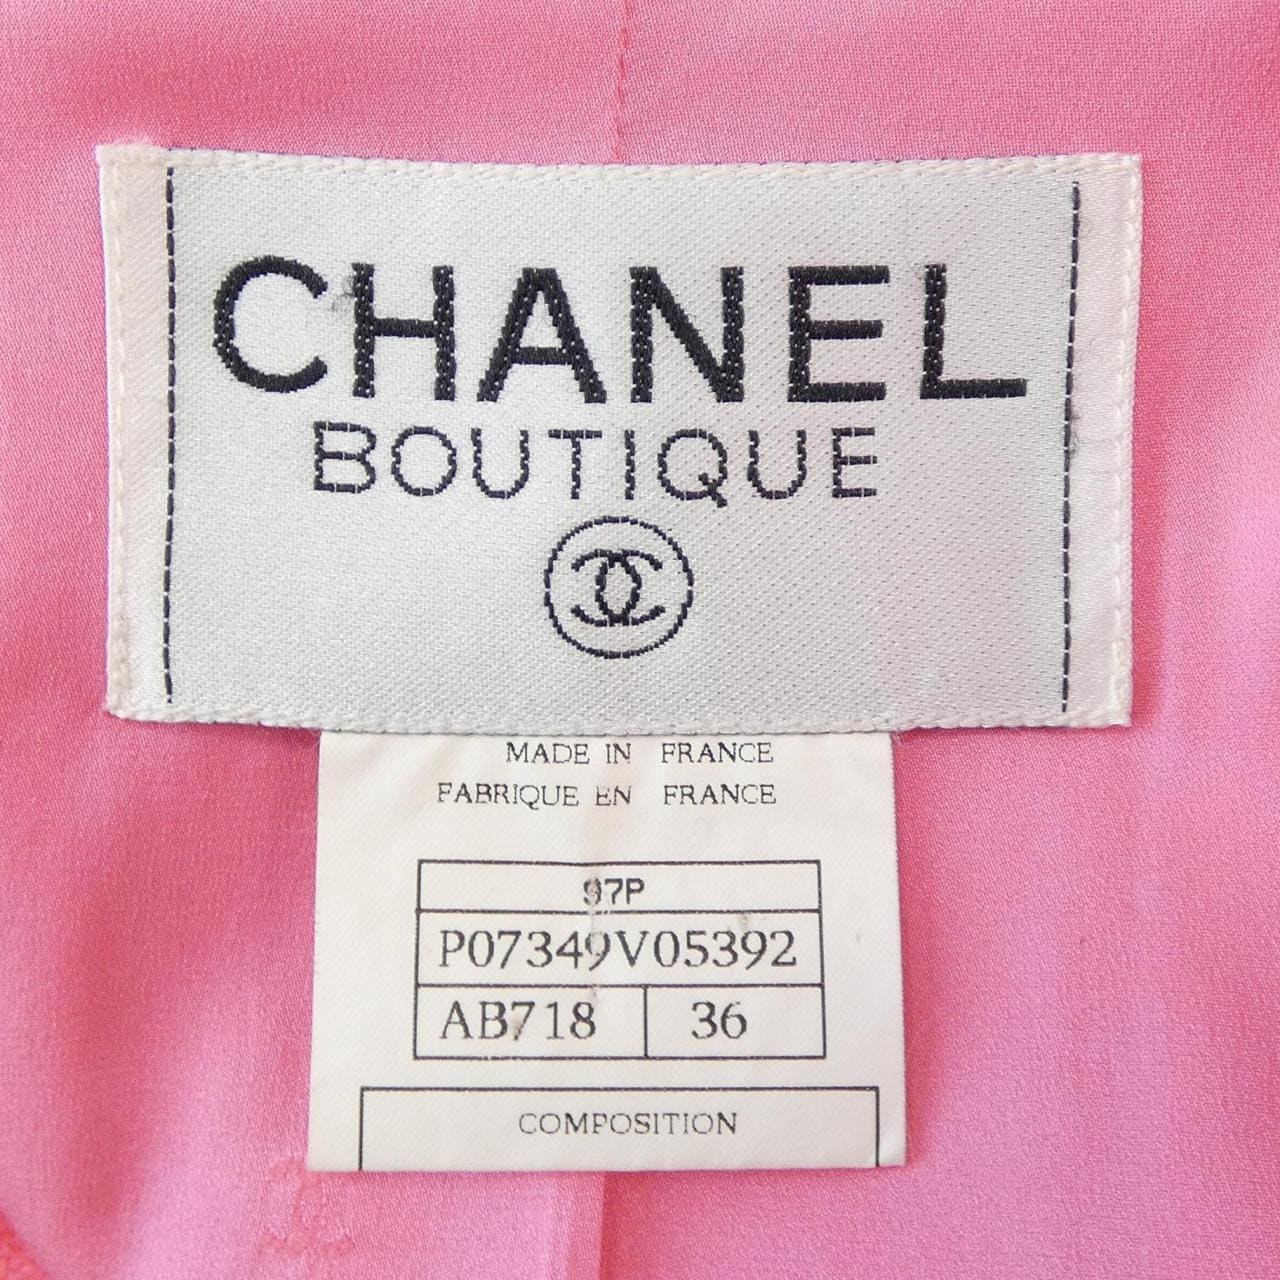 CHANEL
BOUTIQUE
MADE IN FRANCE
FABRIQUE EN FRANCE
97P
P07349V05392
AB718 36
COMPOSITION